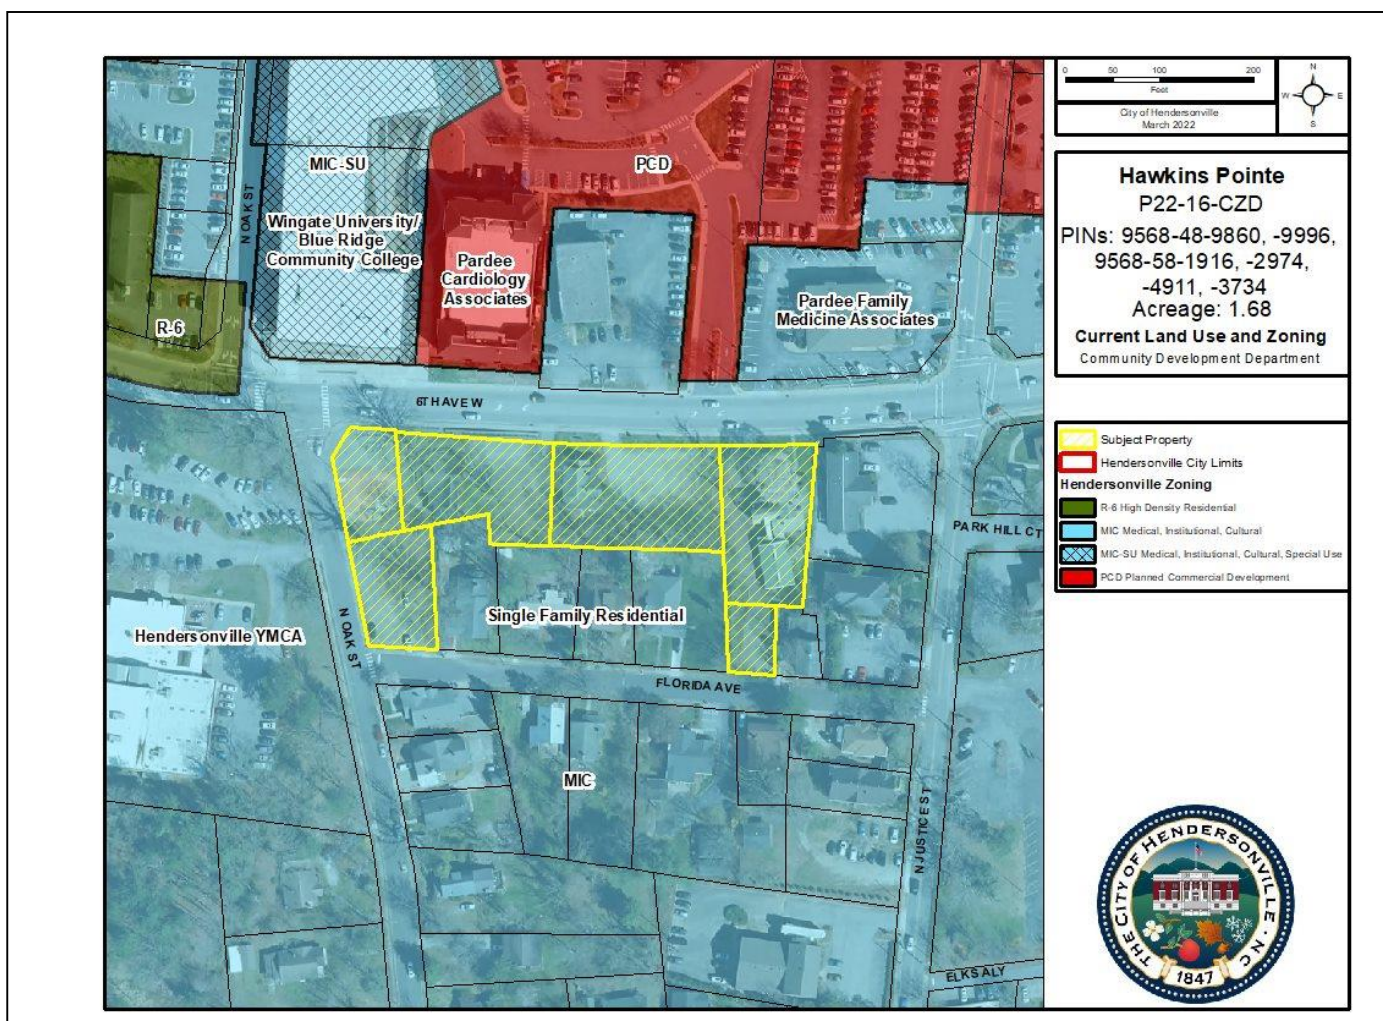 MIC-SU
PCD
N OAK ST
Wingate University/
Blue Ridge
Community College
Pardee
Cardiology
Associates
Pardee Family
Medicine Associates
R-6
6TH AVE W
PARK HILL CT
Hendersonville YMCA
N OAK ST
Single Family Residential
FLORIDA AVE
MIC
N JUSTICE ST
ELKS ALY
0 50 100 200
Feet
N
W E
S
City of Hendersonville
March 2022
Hawkins Pointe
P22-16-CZD
PINs: 9568-48-9860, -9996,
9568-58-1916, -2974,
-4911, -3734
Acreage: 1.68
Current Land Use and Zoning
Community Development Department
Subject Property
Hendersonville City Limits
Hendersonville Zoning
R-6 High Density Residential
MIC Medical, Institutional, Cultural
MIC-SU Medical, Institutional, Cultural, Special Use
PCD Planned Commercial Development
THE CITY OF HENDERSONVILLE · NC
1847